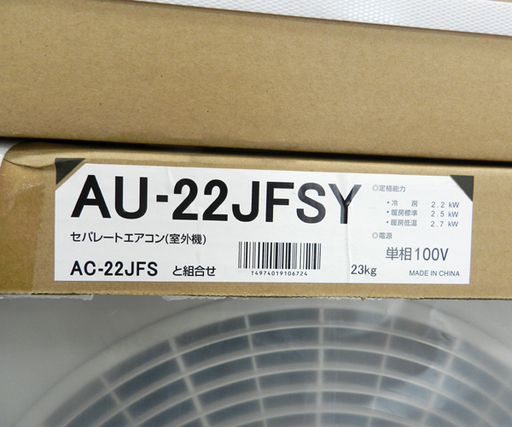 AU-22JFSY
セパレートエアコン(室外機)
AC-22JFS と組合せ
T4974019106724
23kg
○定格能力
・冷 房 2.2 kW
・暖房標準 2.5 kW
・暖房低温 2.7 kW
○電源
単相100V
MADE IN CHINA